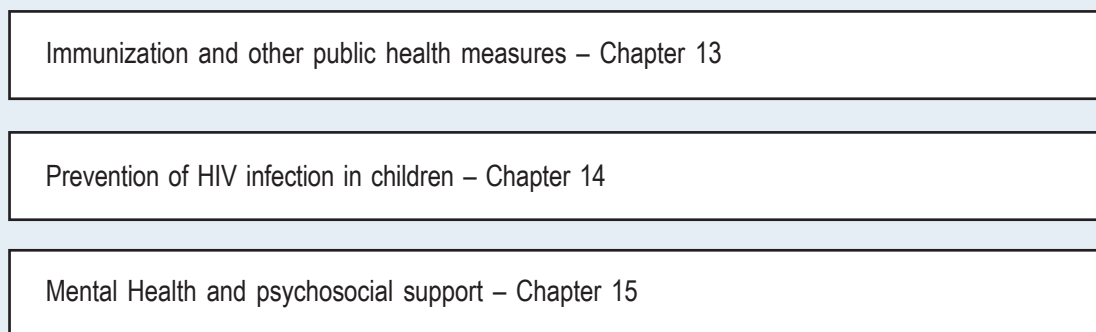 Immunization and other public health measures – Chapter 13
Prevention of HIV infection in children – Chapter 14
Mental Health and psychosocial support – Chapter 15